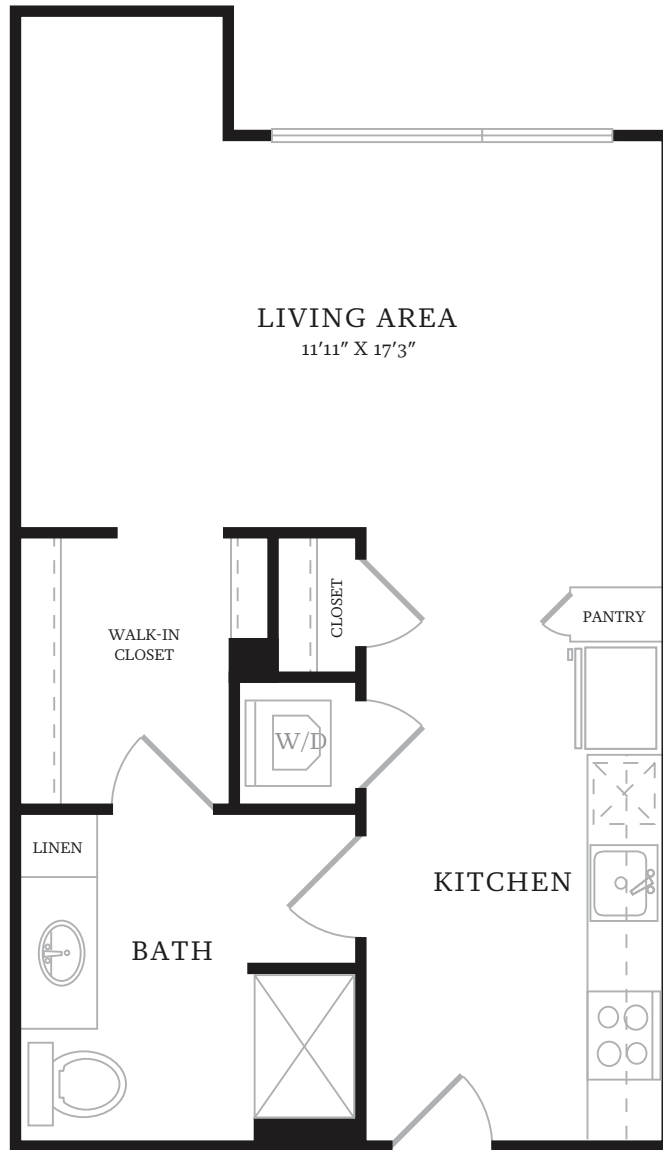 LIVING AREA
11′11″ X 17′3″
CLOSET
PANTRY
WALK-IN
CLOSET
W/D
LINEN
KITCHEN
BATH